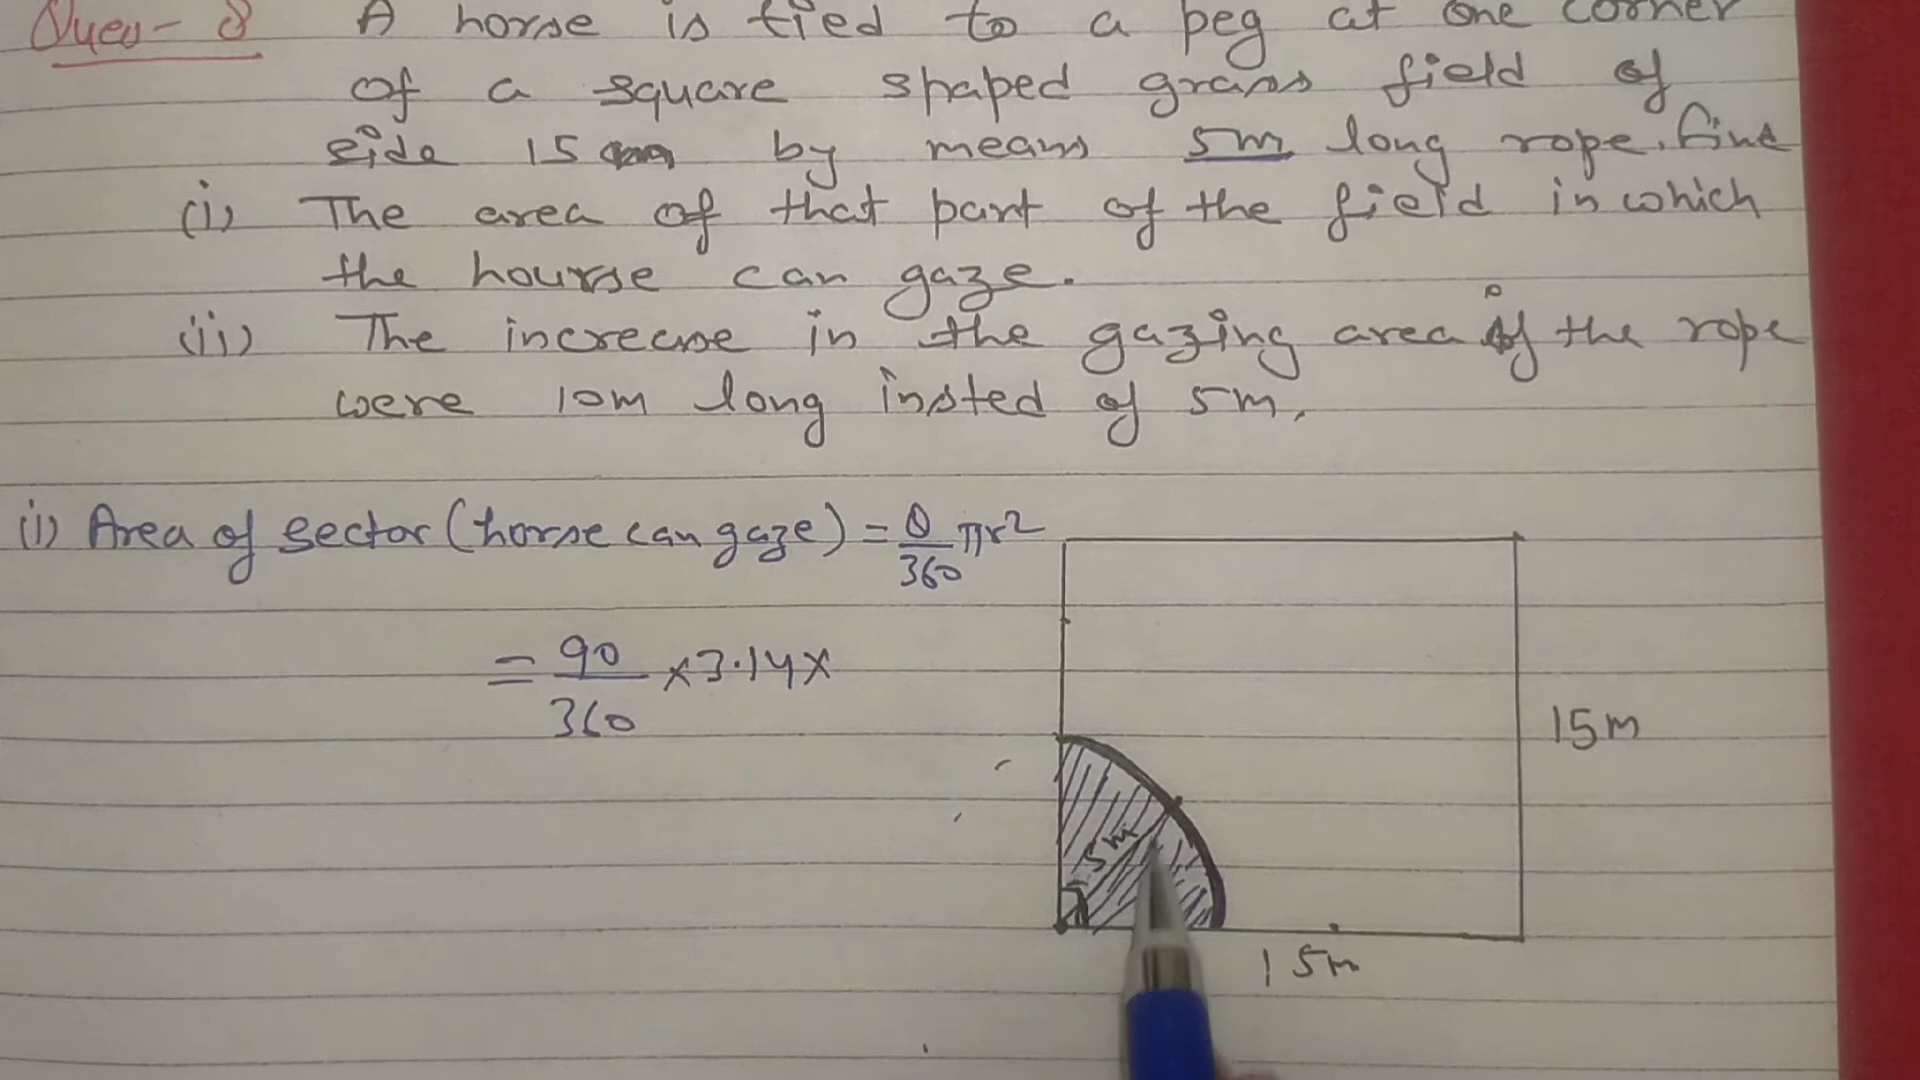 Ques- 8 A horse is tied to a peg at one corner
of a square shaped grass field of
side 15 by means 5m long rope. find
(i) The area of that part of the field in which
the hourse can gaze.
(ii) The increase in the gazing area if the rope
were 10m long insted of 5m.
(i) Area of sector (horse can gaze) = θ/360 πr²
= 90/360 ×3.14×
15m
5m
15m